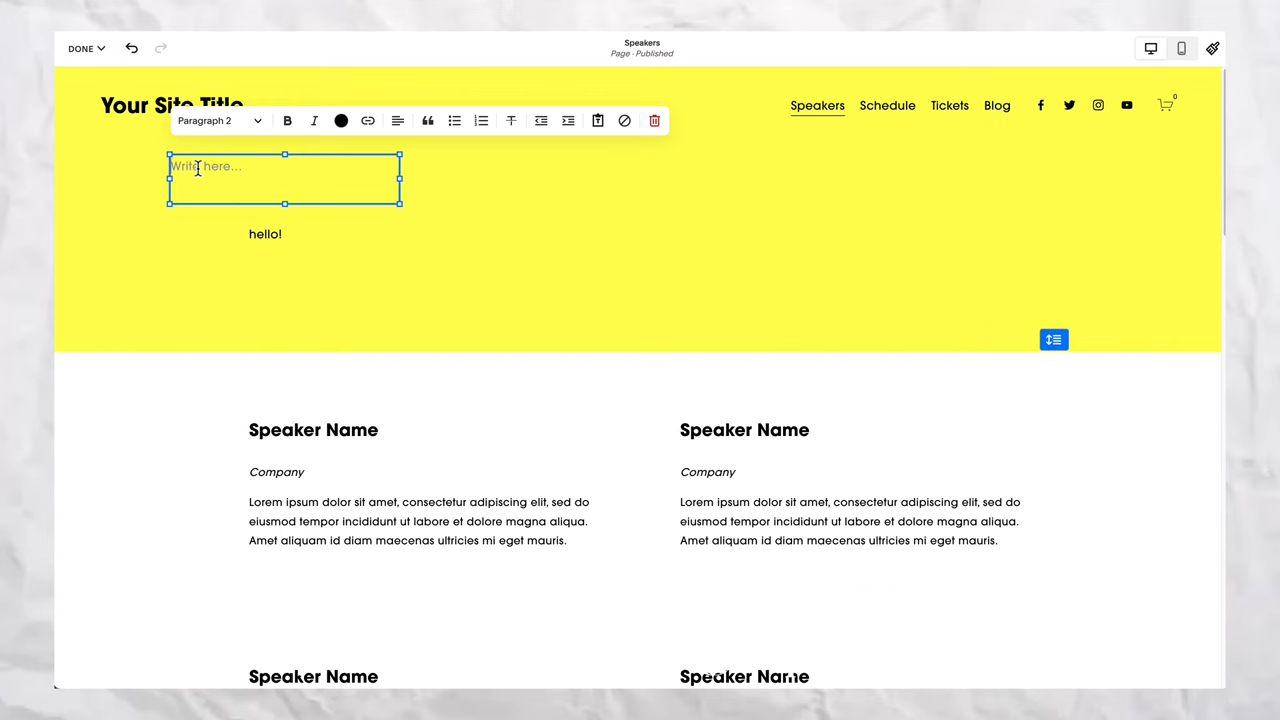 DONE
Speakers
Page · Published
Your Site Title
Speakers Schedule Tickets Blog
0
Paragraph 2
Write here...
hello!
Speaker Name
Company
Lorem ipsum dolor sit amet, consectetur adipiscing elit, sed do
eiusmod tempor incididunt ut labore et dolore magna aliqua.
Amet aliquam id diam maecenas ultricies mi eget mauris.
Speaker Name
Company
Lorem ipsum dolor sit amet, consectetur adipiscing elit, sed do
eiusmod tempor incididunt ut labore et dolore magna aliqua.
Amet aliquam id diam maecenas ultricies mi eget mauris.
Speaker Name
Speaker Name